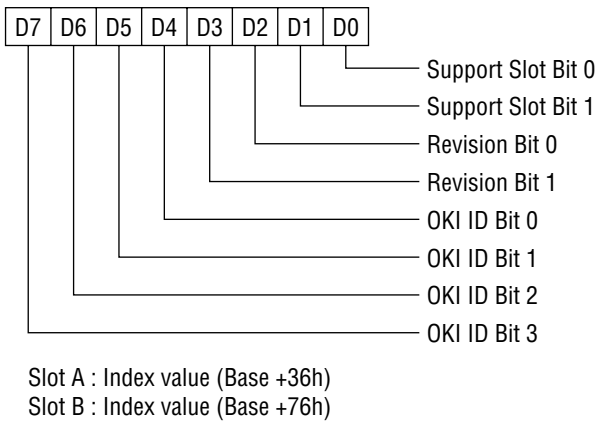 D7 D6 D5 D4 D3 D2 D1 D0
Support Slot Bit 0
Support Slot Bit 1
Revision Bit 0
Revision Bit 1
OKI ID Bit 0
OKI ID Bit 1
OKI ID Bit 2
OKI ID Bit 3
Slot A : Index value (Base +36h)
Slot B : Index value (Base +76h)